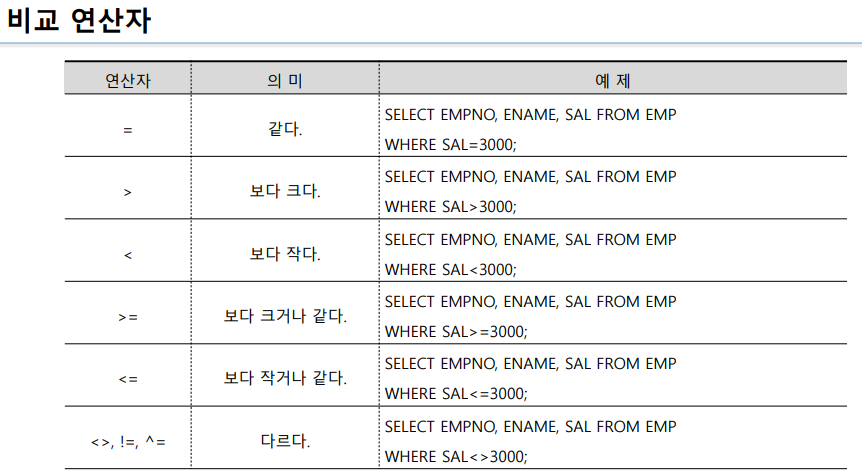 비교 연산자
연산자 의 미 예 제
= 같다. SELECT EMPNO, ENAME, SAL FROM EMP
WHERE SAL=3000;
> 보다 크다. SELECT EMPNO, ENAME, SAL FROM EMP
WHERE SAL>3000;
< 보다 작다. SELECT EMPNO, ENAME, SAL FROM EMP
WHERE SAL<3000;
>= 보다 크거나 같다. SELECT EMPNO, ENAME, SAL FROM EMP
WHERE SAL>=3000;
<= 보다 작거나 같다. SELECT EMPNO, ENAME, SAL FROM EMP
WHERE SAL<=3000;
<>, !=, ^= 다르다. SELECT EMPNO, ENAME, SAL FROM EMP
WHERE SAL<>3000;